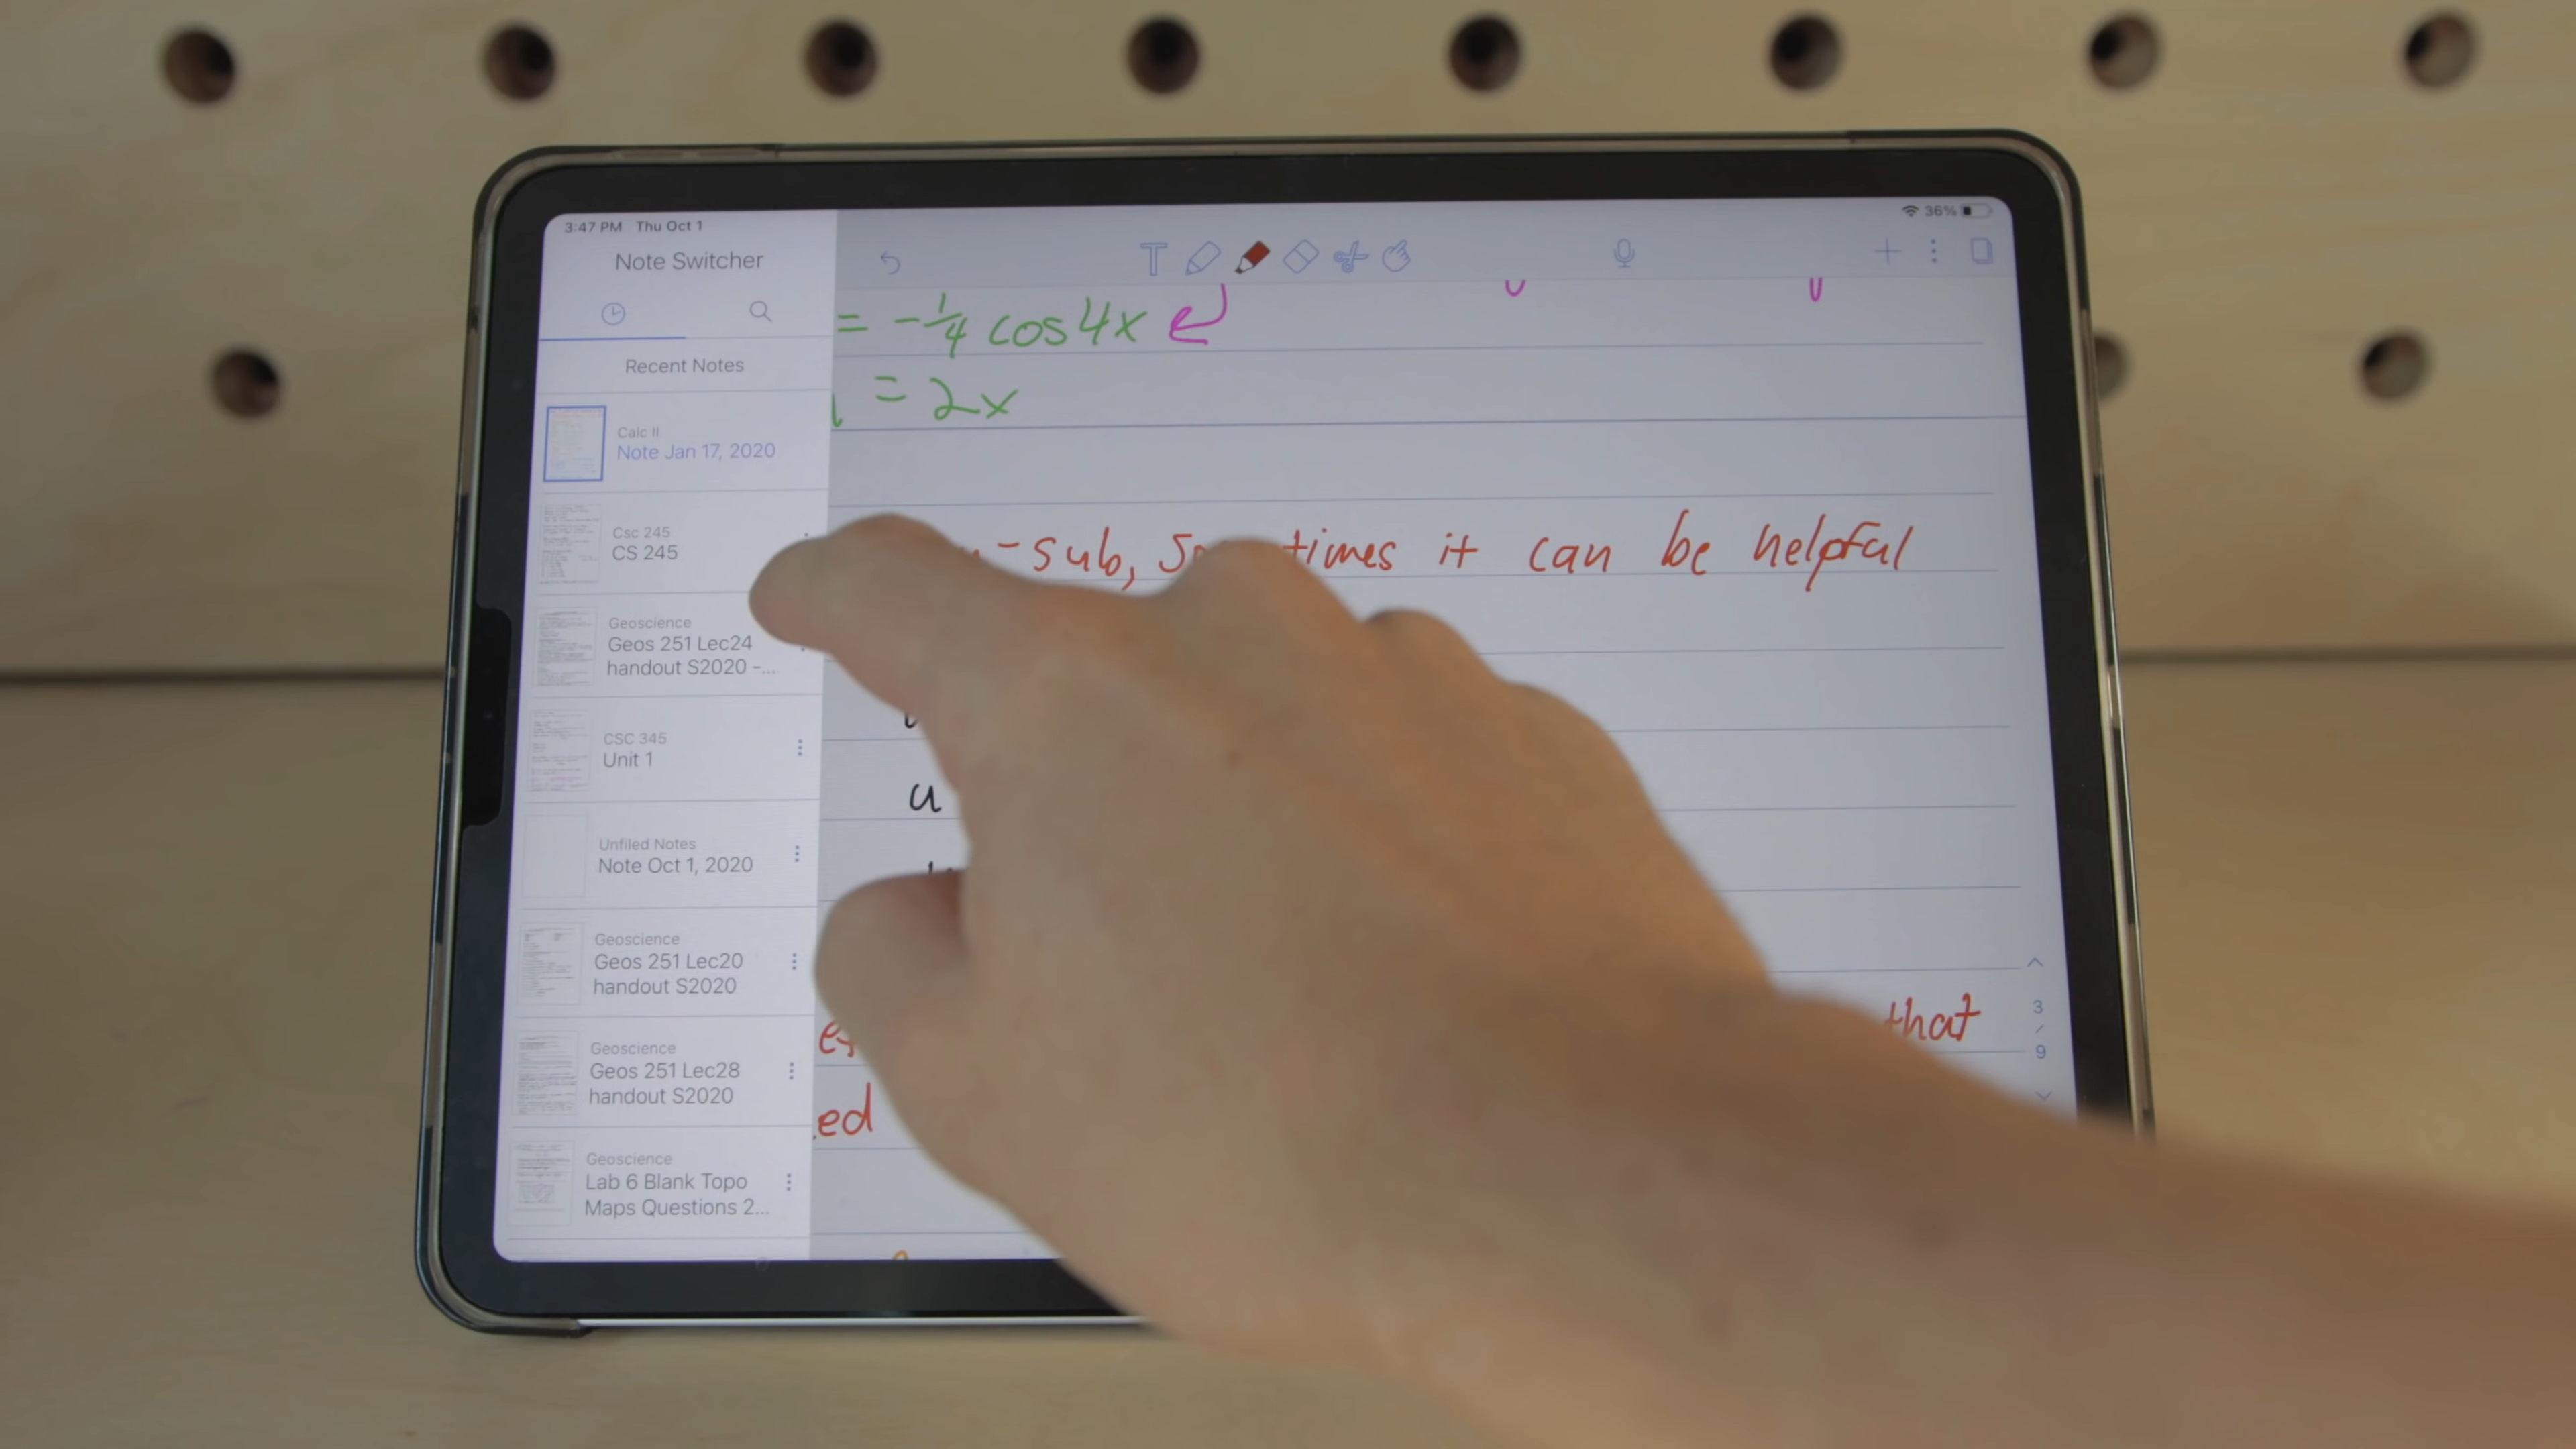 3:47 PM Thu Oct 1
36%
Note Switcher
Recent Notes
Calc II
Note Jan 17, 2020
Csc 245
CS 245
Geoscience
Geos 251 Lec24
handout S2020 -...
CSC 345
Unit 1
Unfiled Notes
Note Oct 1, 2020
Geoscience
Geos 251 Lec20
handout S2020
Geoscience
Geos 251 Lec28
handout S2020
Geoscience
Lab 6 Blank Topo
Maps Questions 2...
T
= -1/4 cos4x
= 2x
u-sub, times it can be helpful
u
that
ed
3
/
9